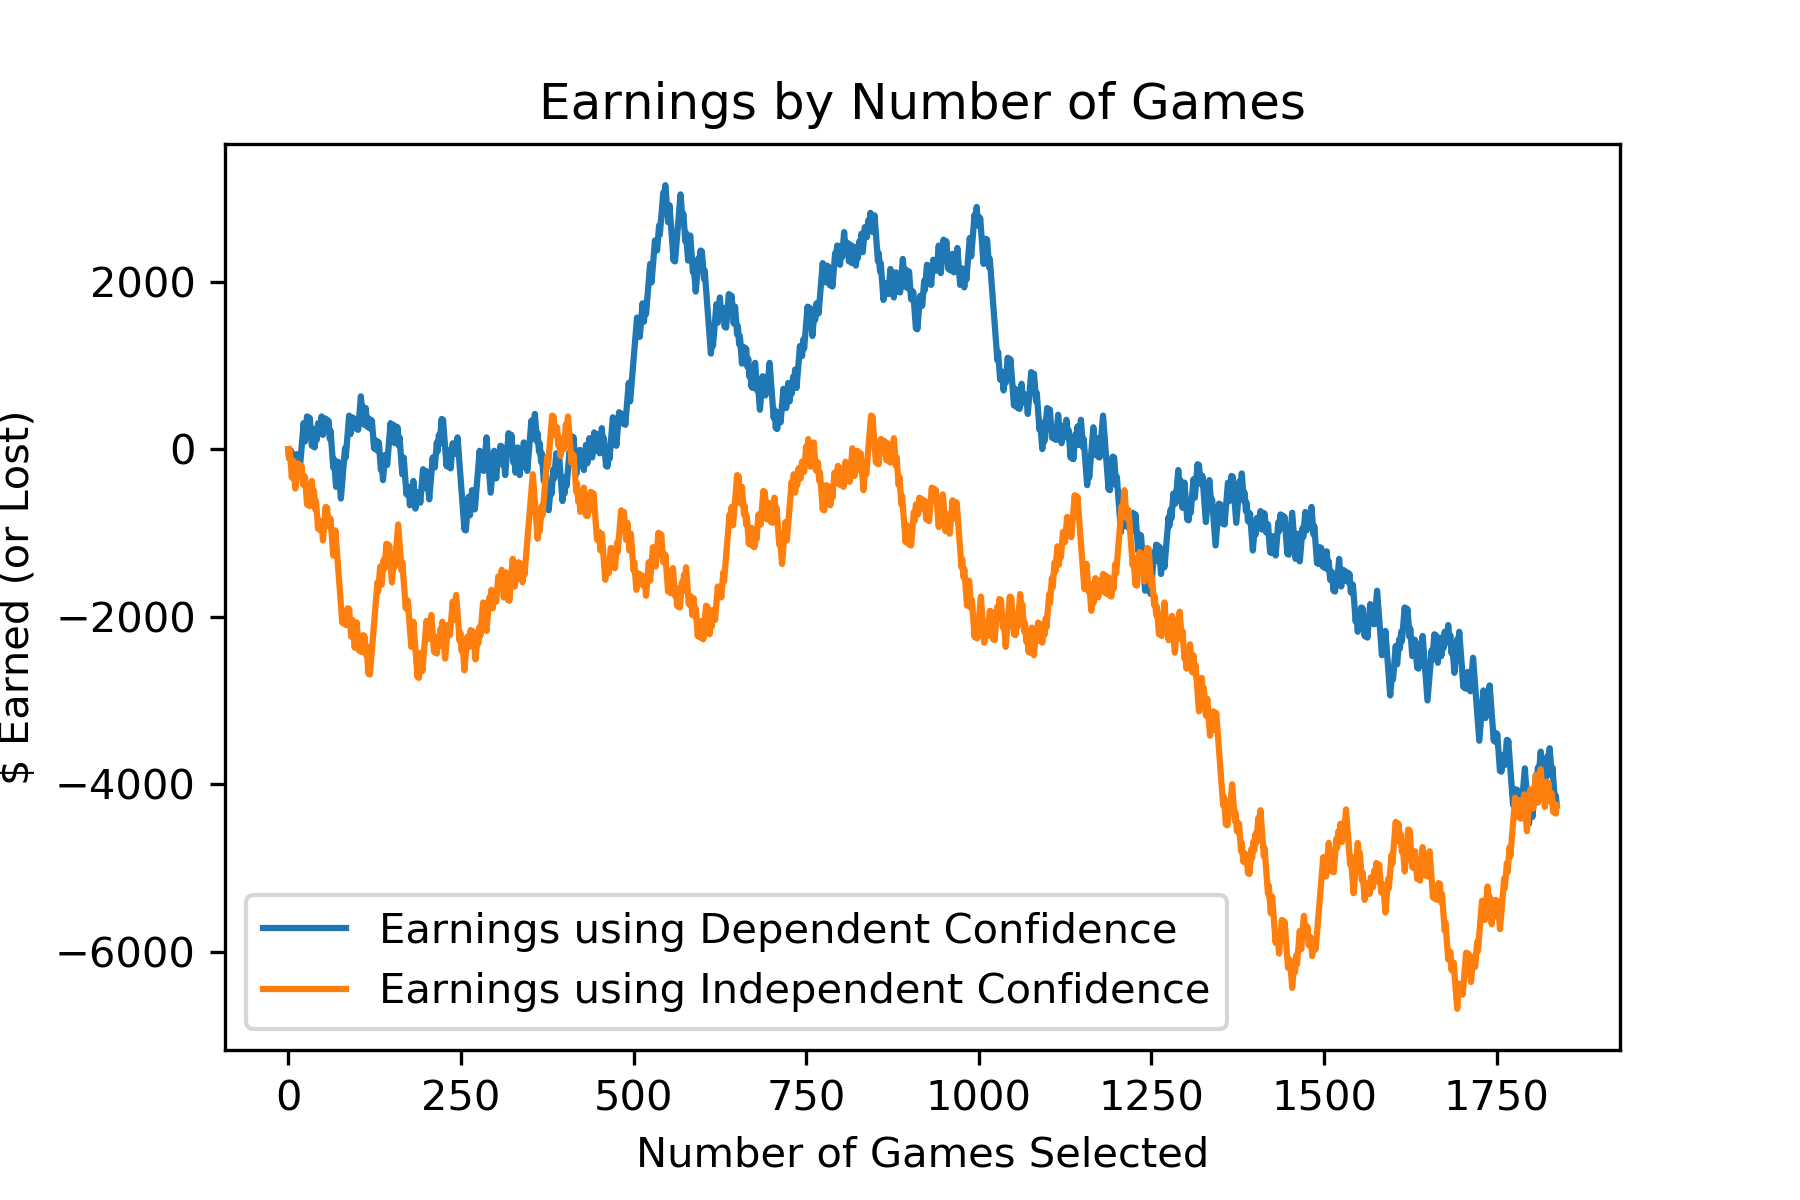 Earnings by Number of Games
$ Earned (or Lost)
2000
0
−2000
−4000
−6000
Earnings using Dependent Confidence
Earnings using Independent Confidence
0 250 500 750 1000 1250 1500 1750
Number of Games Selected